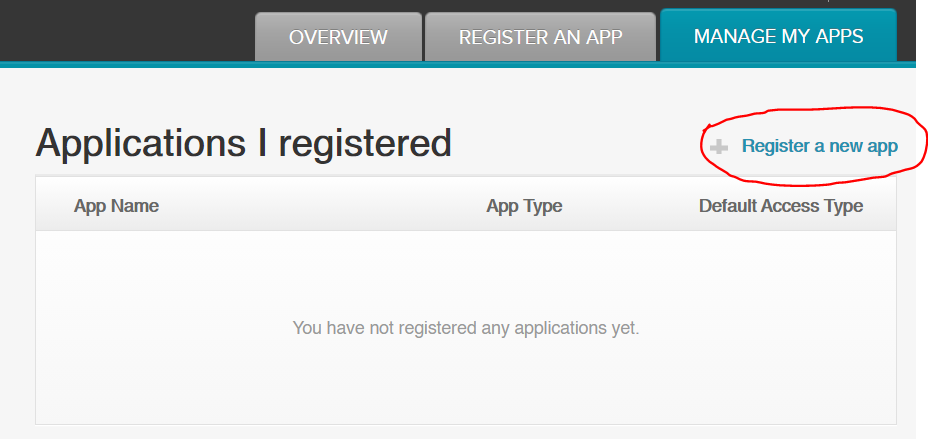 OVERVIEW REGISTER AN APP MANAGE MY APPS
Applications I registered
Register a new app
App Name App Type Default Access Type
You have not registered any applications yet.